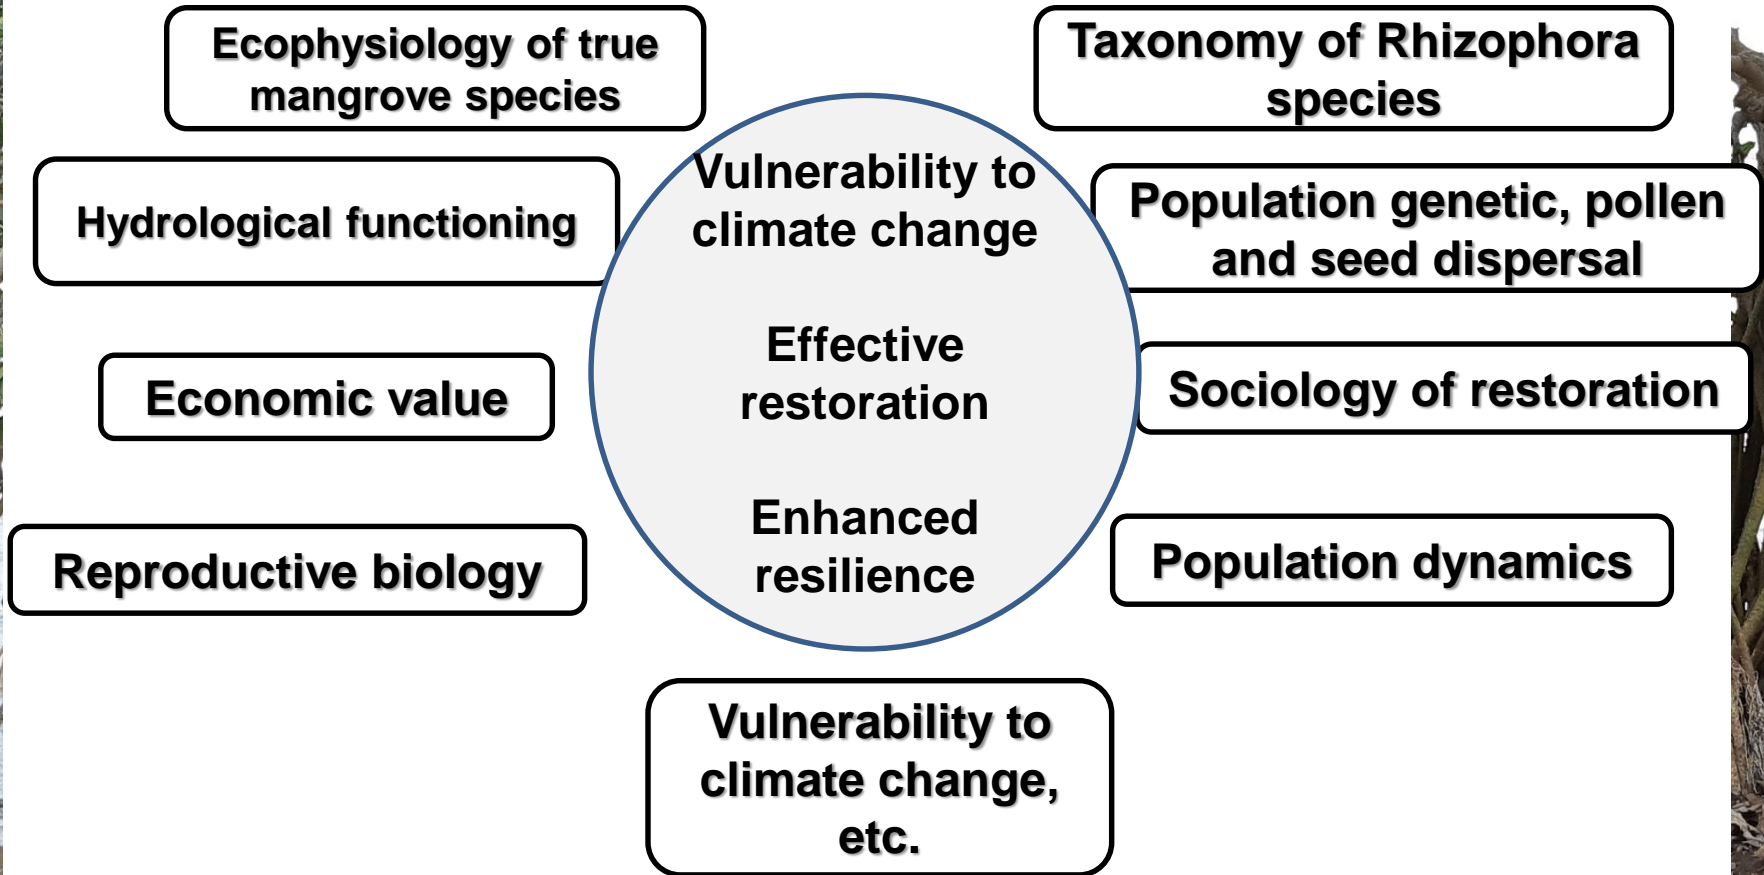 Ecophysiology of true
mangrove species
Taxonomy of Rhizophora
species
Hydrological functioning
Vulnerability to
climate change
Population genetic, pollen
and seed dispersal
Economic value
Effective
restoration
Sociology of restoration
Reproductive biology
Enhanced
resilience
Population dynamics
Vulnerability to
climate change,
etc.